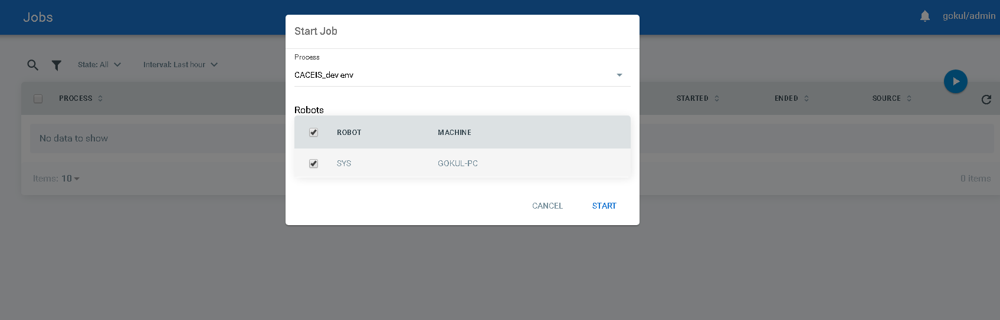 Jobs
gokul/admin
Start Job
Process
CACEIS_dev env
State: All
Interval: Last hour
PROCESS
STARTED
ENDED
SOURCE
Robots
ROBOT MACHINE
SYS GOKUL-PC
No data to show
Items: 10
0 items
CANCEL START